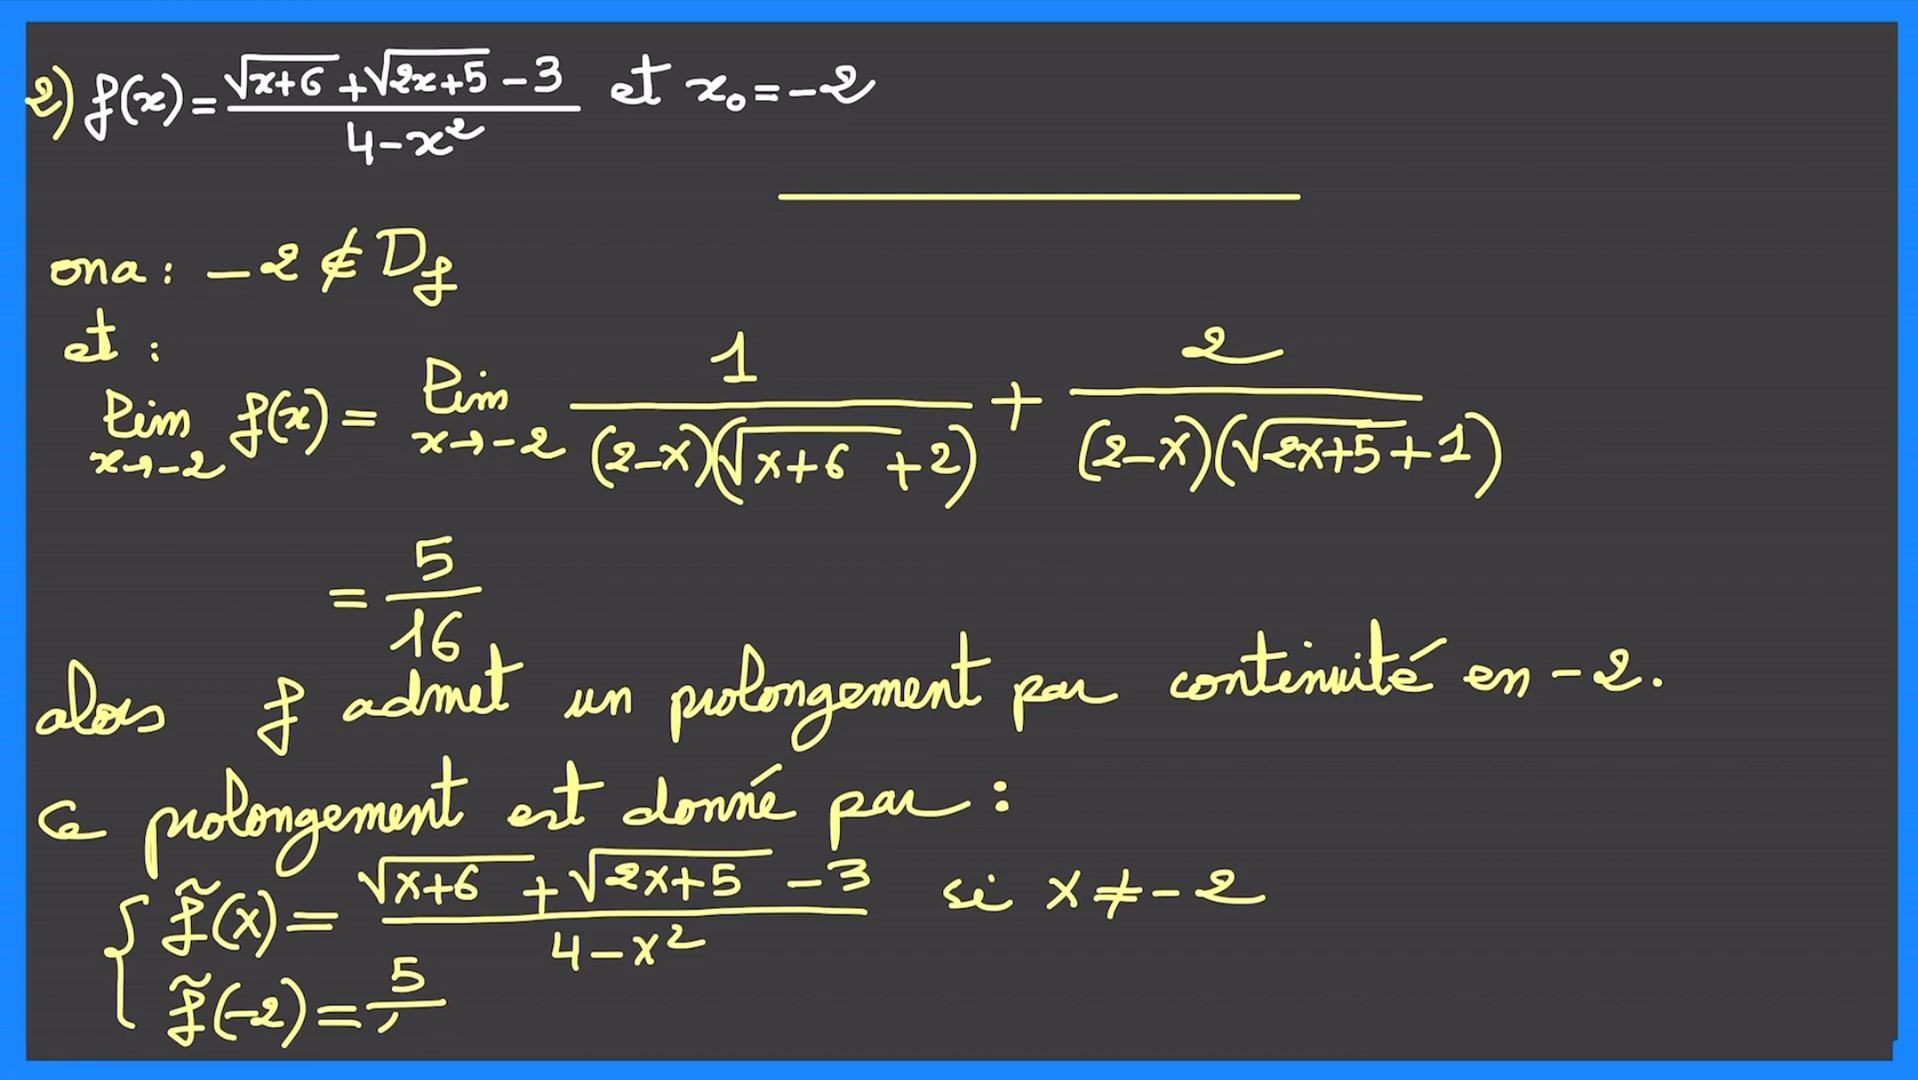 2) f(x) = (√(x+6) + √(2x+5) - 3) / (4-x²) et x₀ = -2
ona : -2 ∉ D_f
et :
lim_{x→-2} f(x) = lim_{x→-2} 1 / ((2-x)(√(x+6) + 2)) + 2 / ((2-x)(√(2x+5) + 1))
= 5/16
alors f admet un prolongement par continuité en -2.
Ce prolongement est donné par :
{ f̃(x) = (√(x+6) + √(2x+5) - 3) / (4-x²) si x ≠ -2
f̃(-2) = 5/